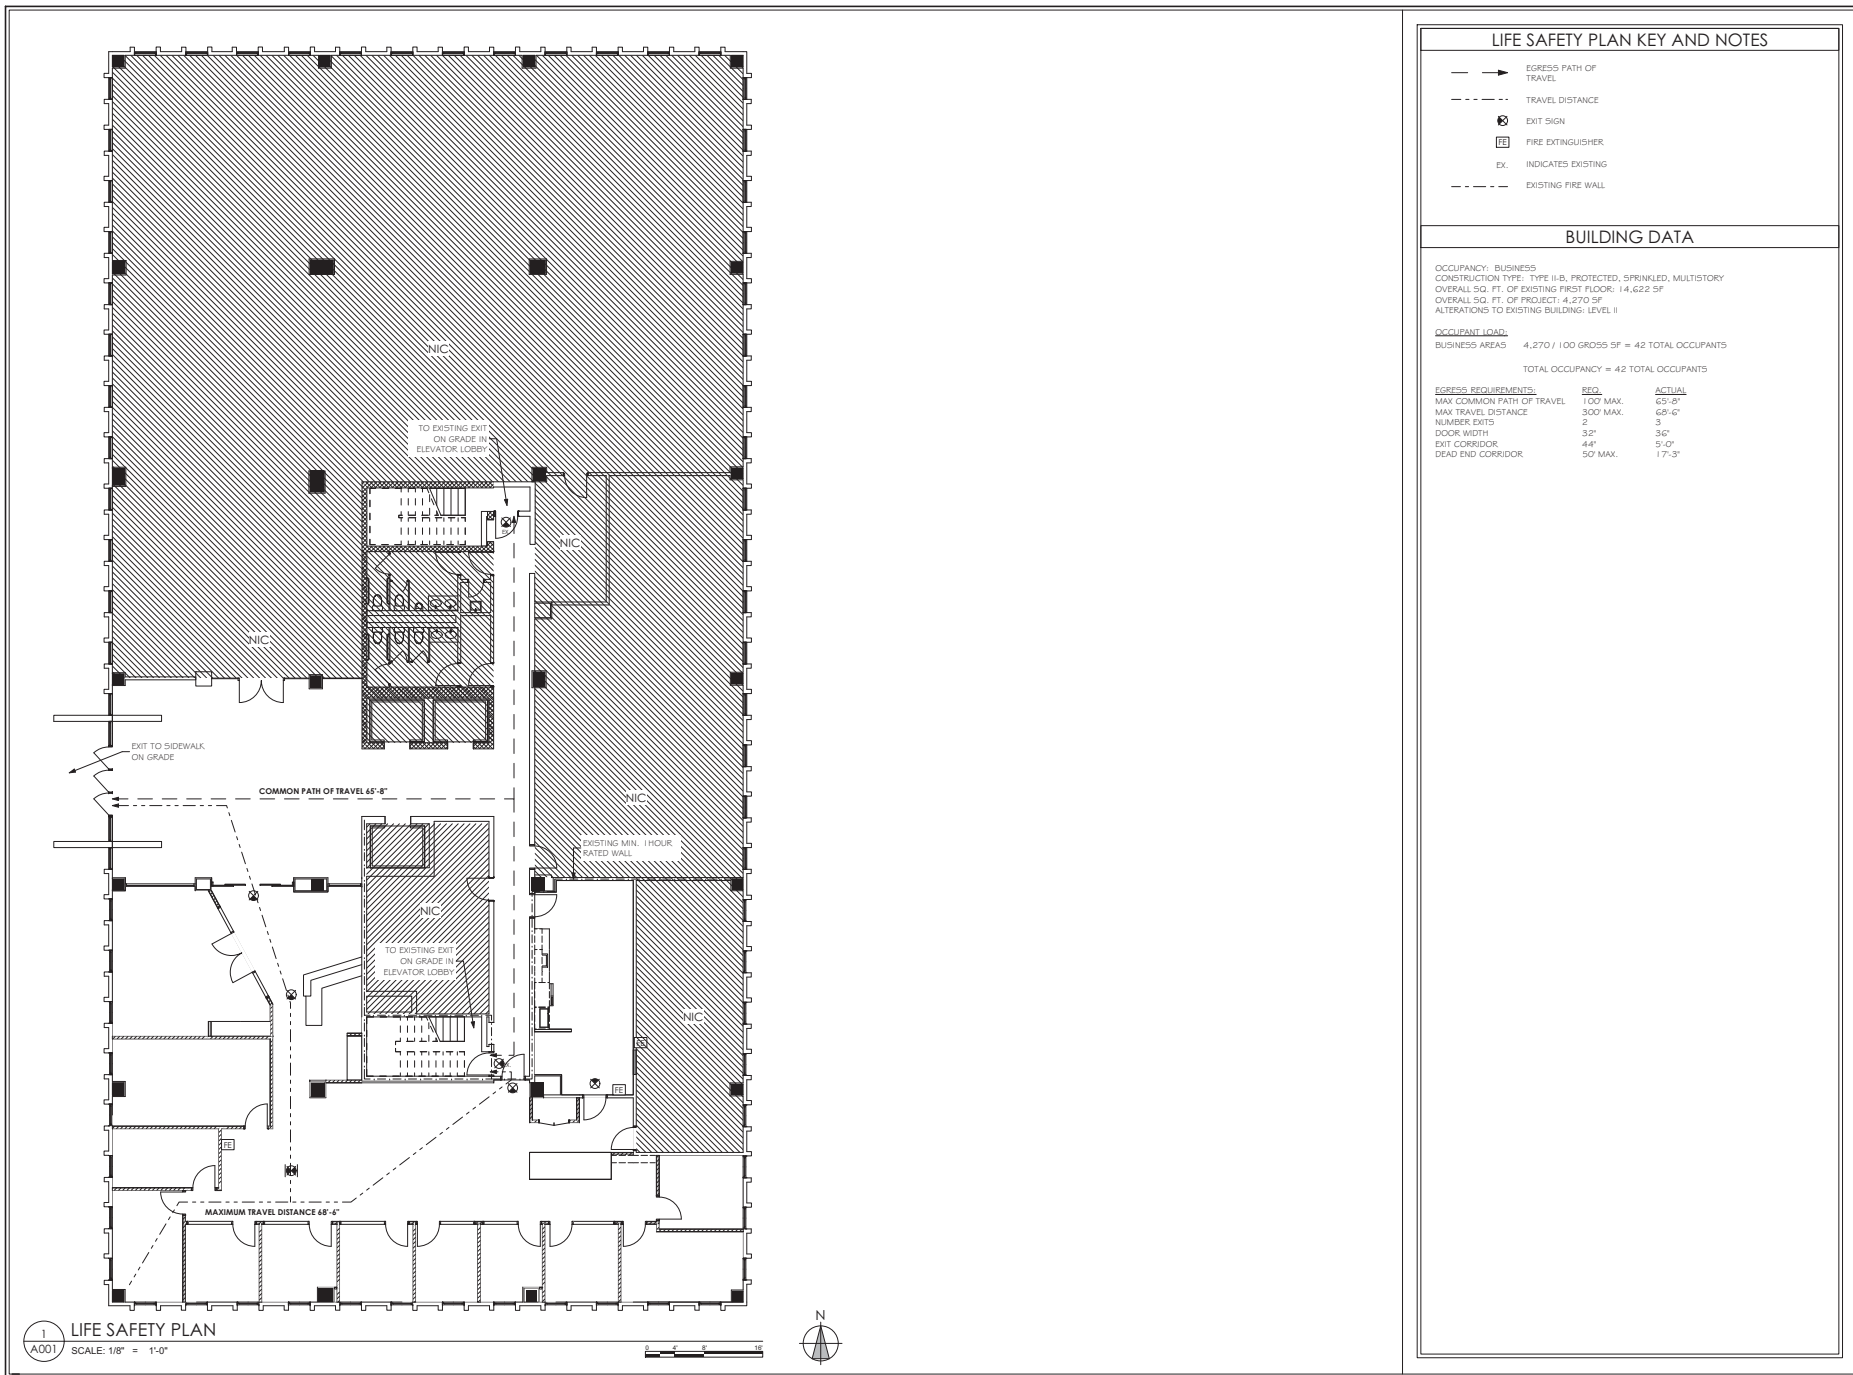 NIC
TO EXISTING EXIT
ON GRADE IN
ELEVATOR LOBBY
EX.
NIC
NIC
EXIT TO SIDEWALK
ON GRADE
COMMON PATH OF TRAVEL 65'-8"
NIC
EXISTING MIN. 1HOUR
RATED WALL
NIC
TO EXISTING EXIT
ON GRADE IN
ELEVATOR LOBBY
NIC
FE
EX.
FE
FE
MAXIMUM TRAVEL DISTANCE 68'-6"
1
A001
LIFE SAFETY PLAN
SCALE: 1/8" = 1'-0"
0 4' 8' 16'
N
LIFE SAFETY PLAN KEY AND NOTES
EGRESS PATH OF
TRAVEL
TRAVEL DISTANCE
EXIT SIGN
FE FIRE EXTINGUISHER
EX. INDICATES EXISTING
EXISTING FIRE WALL
BUILDING DATA
OCCUPANCY: BUSINESS
CONSTRUCTION TYPE: TYPE II-B, PROTECTED, SPRINKLED, MULTISTORY
OVERALL SQ. FT. OF EXISTING FIRST FLOOR: 14,622 SF
OVERALL SQ. FT. OF PROJECT: 4,270 SF
ALTERATIONS TO EXISTING BUILDING: LEVEL II
OCCUPANT LOAD:
BUSINESS AREAS 4,270 / 100 GROSS SF = 42 TOTAL OCCUPANTS
TOTAL OCCUPANCY = 42 TOTAL OCCUPANTS
EGRESS REQUIREMENTS: REQ. ACTUAL
MAX COMMON PATH OF TRAVEL 100' MAX. 65'-8"
MAX TRAVEL DISTANCE 300' MAX. 68'-6"
NUMBER EXITS 2 3
DOOR WIDTH 32" 36"
EXIT CORRIDOR 44" 5'-0"
DEAD END CORRIDOR 50' MAX. 17'-3"